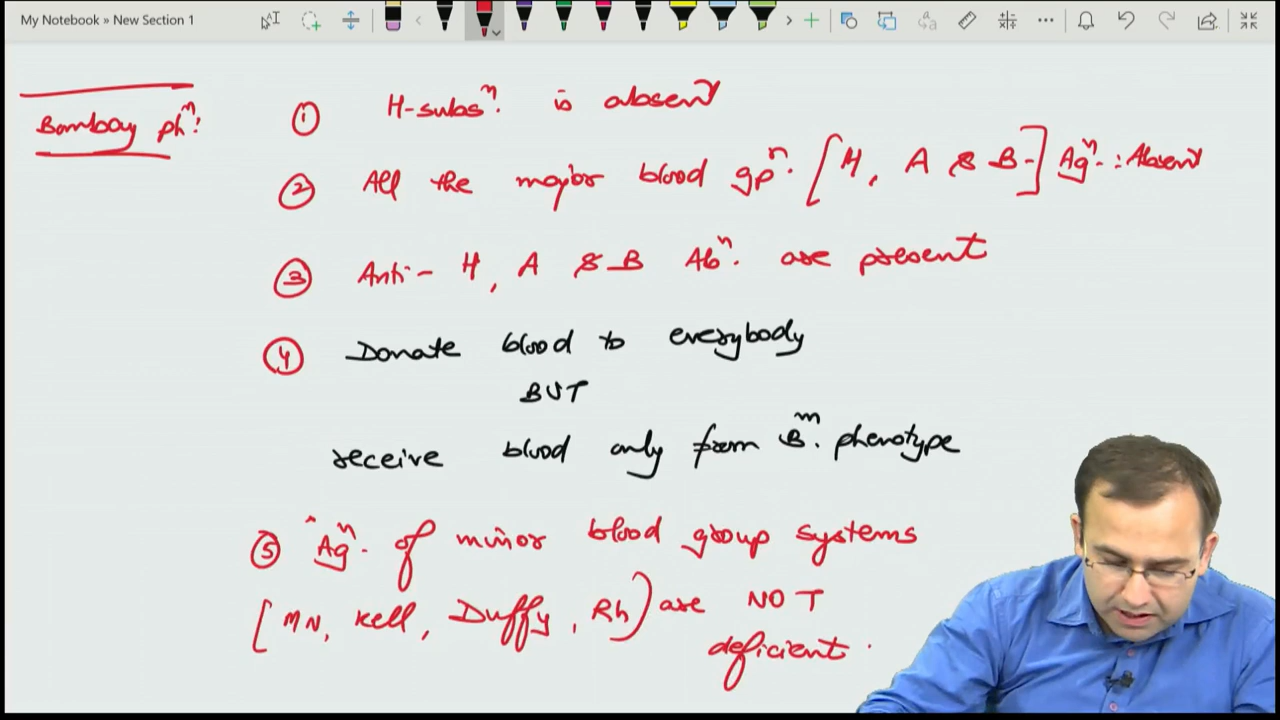 My Notebook » New Section 1
Bombay phⁿ:
① H-subsⁿ. is absent
② All the major blood gpⁿ. [H, A & B-] Agⁿ- : Absent
③ Anti- H, A & B Abⁿ. are present
④ Donate blood to everybody
BUT
receive blood only from Bᵐ. phenotype
⑤ Agⁿ- of minor blood group systems
[MN, Kell, Duffy, Rh) are NOT
deficient.